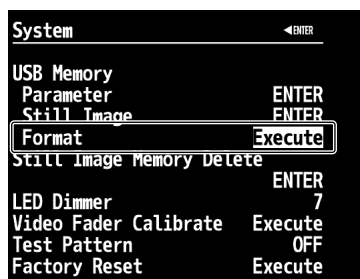 System ◀ENTER
USB Memory
Parameter ENTER
Still Image ENTER
Format Execute
Still Image Memory Delete
ENTER
LED Dimmer 7
Video Fader Calibrate Execute
Test Pattern OFF
Factory Reset Execute